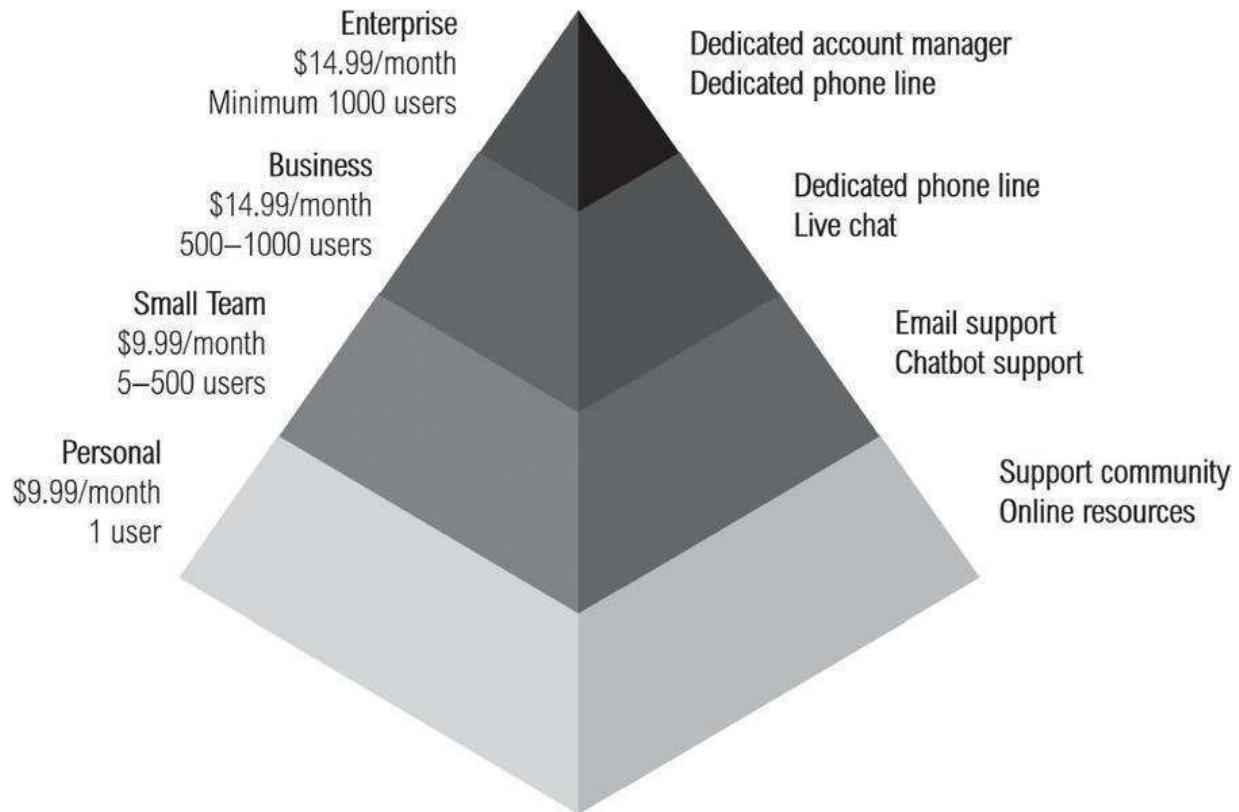 Enterprise
$14.99/month
Minimum 1000 users
Dedicated account manager
Dedicated phone line
Business
$14.99/month
500–1000 users
Dedicated phone line
Live chat
Small Team
$9.99/month
5–500 users
Email support
Chatbot support
Personal
$9.99/month
1 user
Support community
Online resources